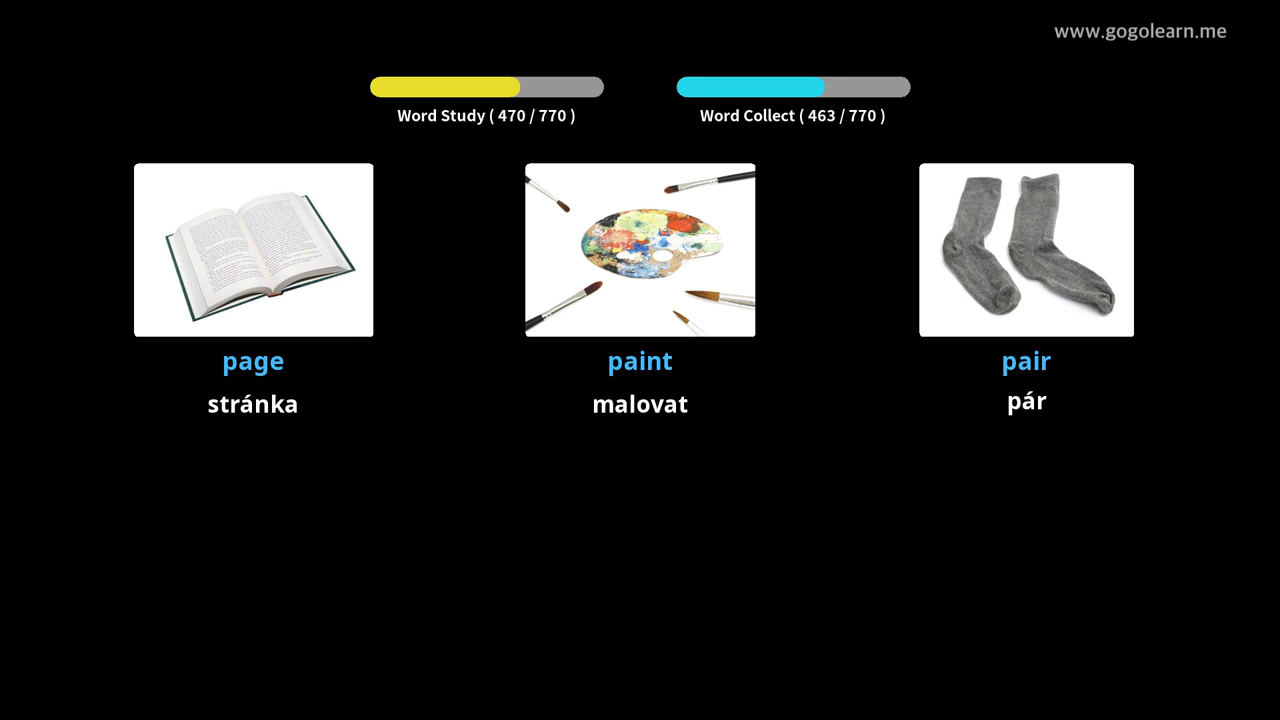 www.gogolearn.me
Word Study ( 470 / 770 )
Word Collect ( 463 / 770 )
page
paint
pair
stránka
malovat
pár